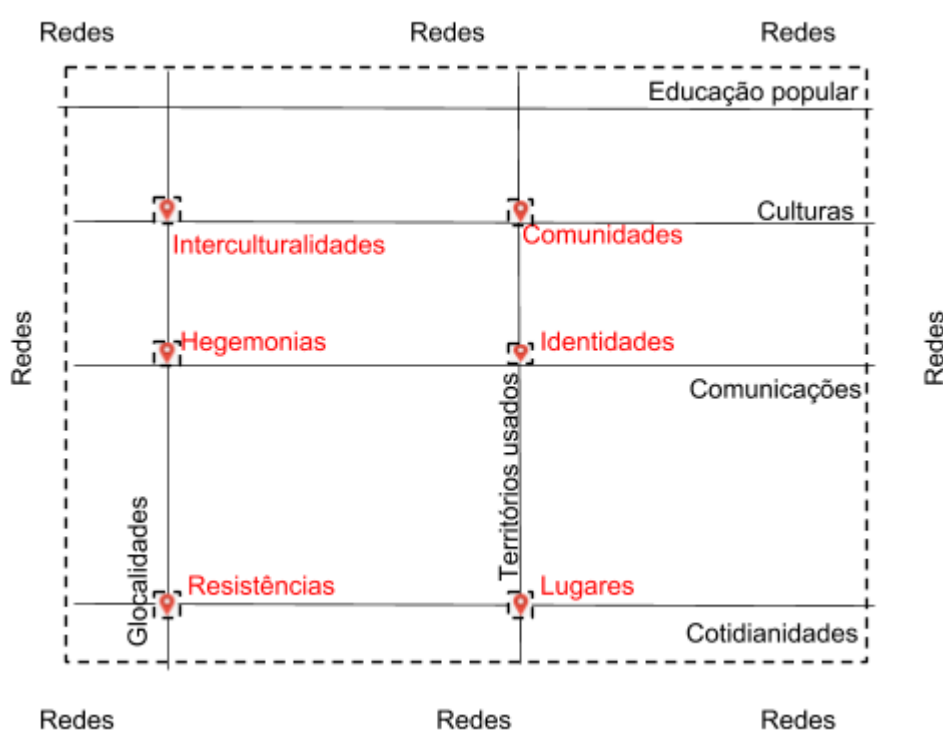 Redes
Redes
Redes
Educação popular
Culturas
Interculturalidades
Comunidades
Redes
Hegemonias
Identidades
Redes
Comunicações
Territórios usados
Glocalidades
Resistências
Lugares
Cotidianidades
Redes
Redes
Redes